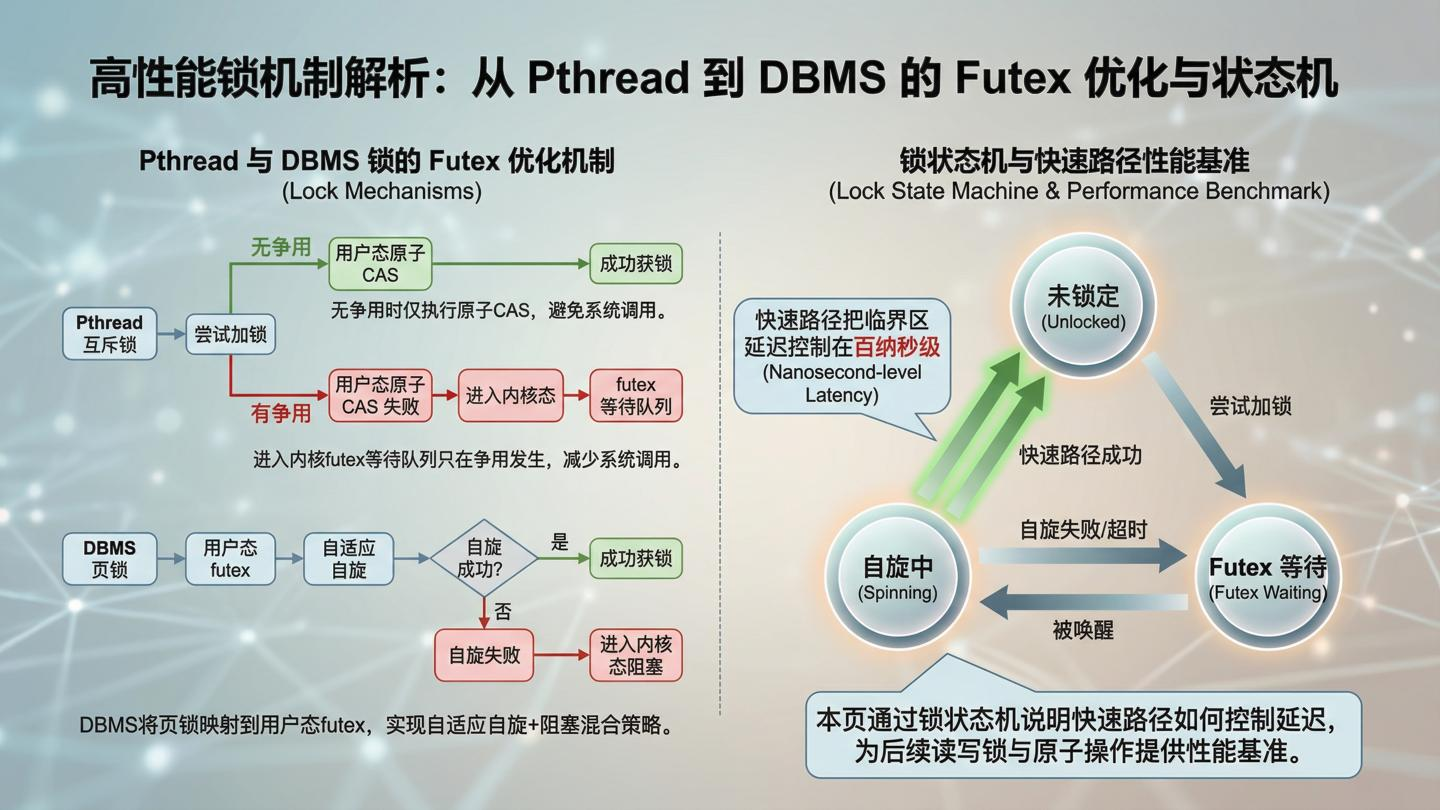 高性能锁机制解析：从 Pthread 到 DBMS 的 Futex 优化与状态机
Pthread 与 DBMS 锁的 Futex 优化机制
(Lock Mechanisms)
无争用
用户态原子
CAS
成功获锁
无争用时仅执行原子CAS，避免系统调用。
Pthread
互斥锁
尝试加锁
有争用
用户态原子
CAS 失败
进入内核态
futex
等待队列
进入内核futex等待队列只在争用发生，减少系统调用。
DBMS
页锁
用户态
futex
自适应
自旋
自旋
成功?
是
成功获锁
否
自旋失败
进入内核
态阻塞
DBMS将页锁映射到用户态futex，实现自适应自旋+阻塞混合策略。
锁状态机与快速路径性能基准
(Lock State Machine & Performance Benchmark)
未锁定
(Unlocked)
快速路径把临界区
延迟控制在百纳秒级
(Nanosecond-level
Latency)
尝试加锁
快速路径成功
自旋失败/超时
自旋中
(Spinning)
Futex 等待
(Futex Waiting)
被唤醒
本页通过锁状态机说明快速路径如何控制延迟，
为后续读写锁与原子操作提供性能基准。